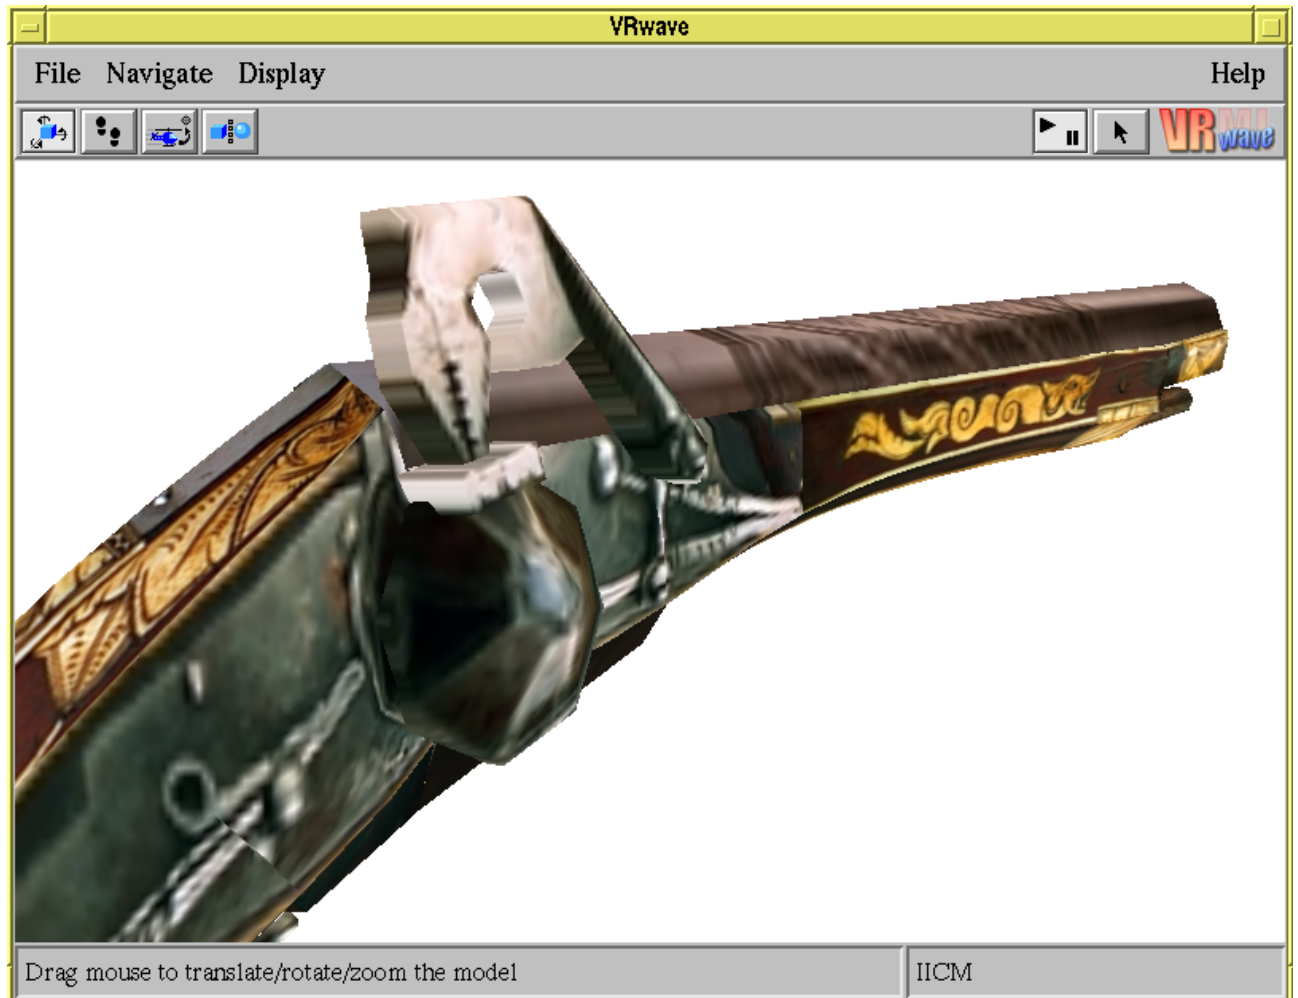 VRwave
File Navigate Display Help
VRML wave
Drag mouse to translate/rotate/zoom the model
IICM